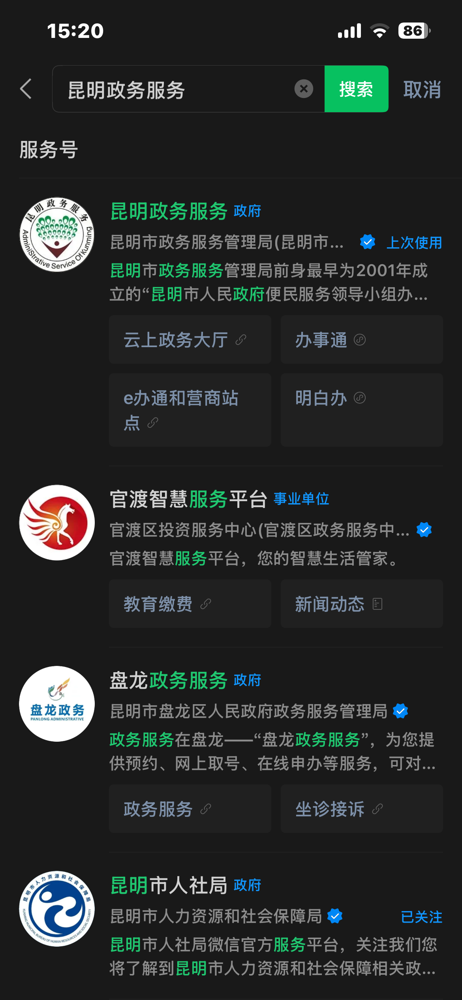 15:20
86
昆明政务服务
搜索
取消
服务号
昆明政务服务
AdminiStrative Service Of Kunming
昆明政务服务 政府
昆明市政务服务管理局(昆明市...
上次使用
昆明市政务服务管理局前身最早为2001年成
立的“昆明市人民政府便民服务领导小组办...
云上政务大厅
办事通
e办通和营商站
点
明白办
官渡智慧服务平台 事业单位
官渡区投资服务中心(官渡区政务服务中...
官渡智慧服务平台，您的智慧生活管家。
教育缴费
新闻动态
盘龙政务
PANLONG ADMINISTRATIVE
盘龙政务服务 政府
昆明市盘龙区人民政府政务服务管理局
政务服务在盘龙——“盘龙政务服务”，为您提
供预约、网上取号、在线申办等服务，可对...
政务服务
坐诊接诉
昆明市人力资源和社会保障局
KUNMING MUNICIPAL BUREAU OF HUMAN RESOURCES AND SOCIAL SECURITY
昆明市人社局 政府
昆明市人力资源和社会保障局
已关注
昆明市人社局微信官方服务平台，关注我们您
将了解到昆明市人力资源和社会保障相关政...